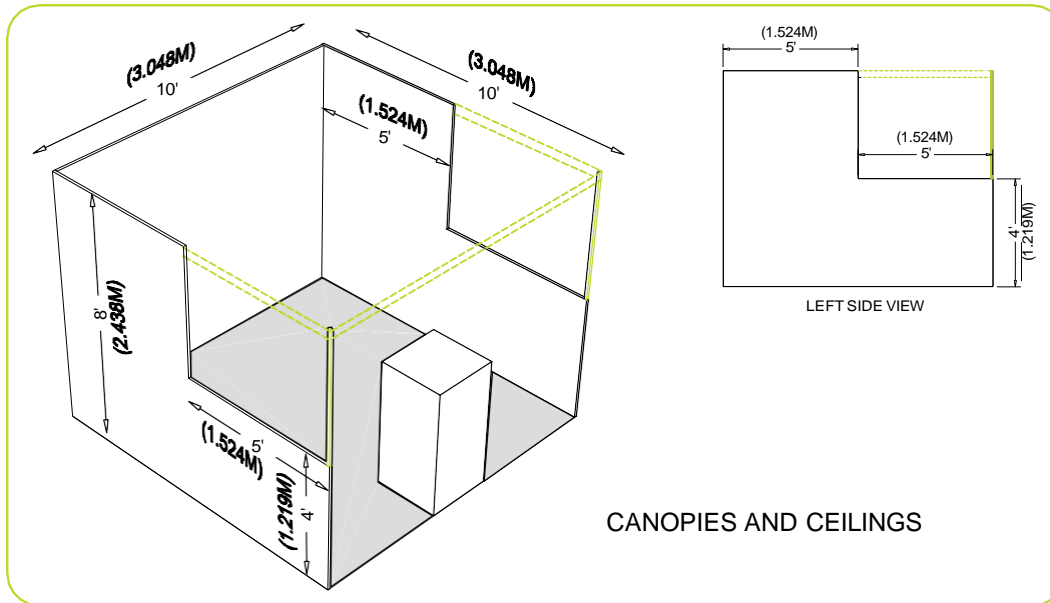 (3.048M)
10'
(3.048M)
10'
(1.524M)
5'
8'
(2.438M)
5'
(1.524M)
4'
(1.219M)
(1.524M)
5'
(1.524M)
5'
4'
(1.219M)
LEFT SIDE VIEW
CANOPIES AND CEILINGS